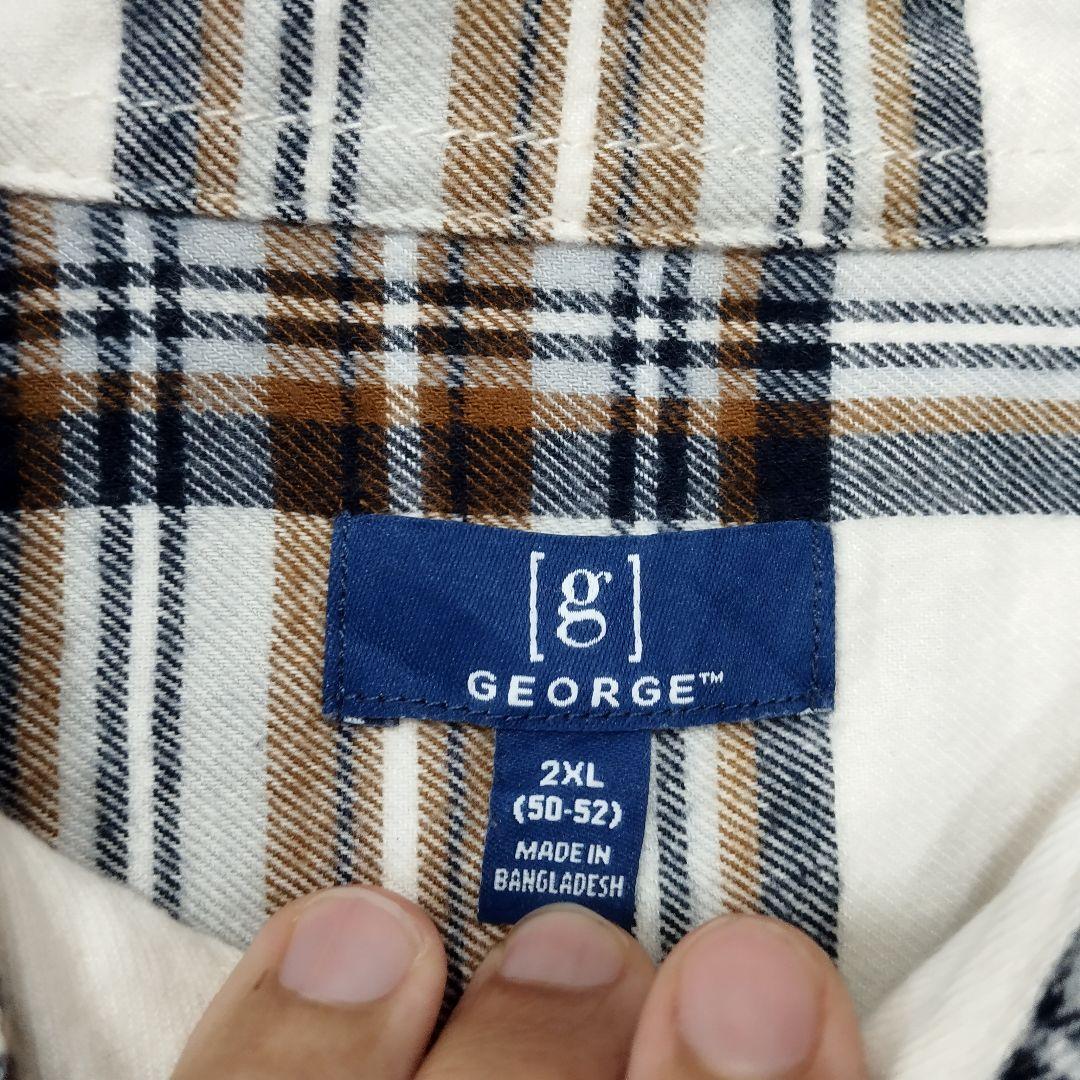 [g]
GEORGE™
2XL
(50-52)
MADE IN
BANGLADESH